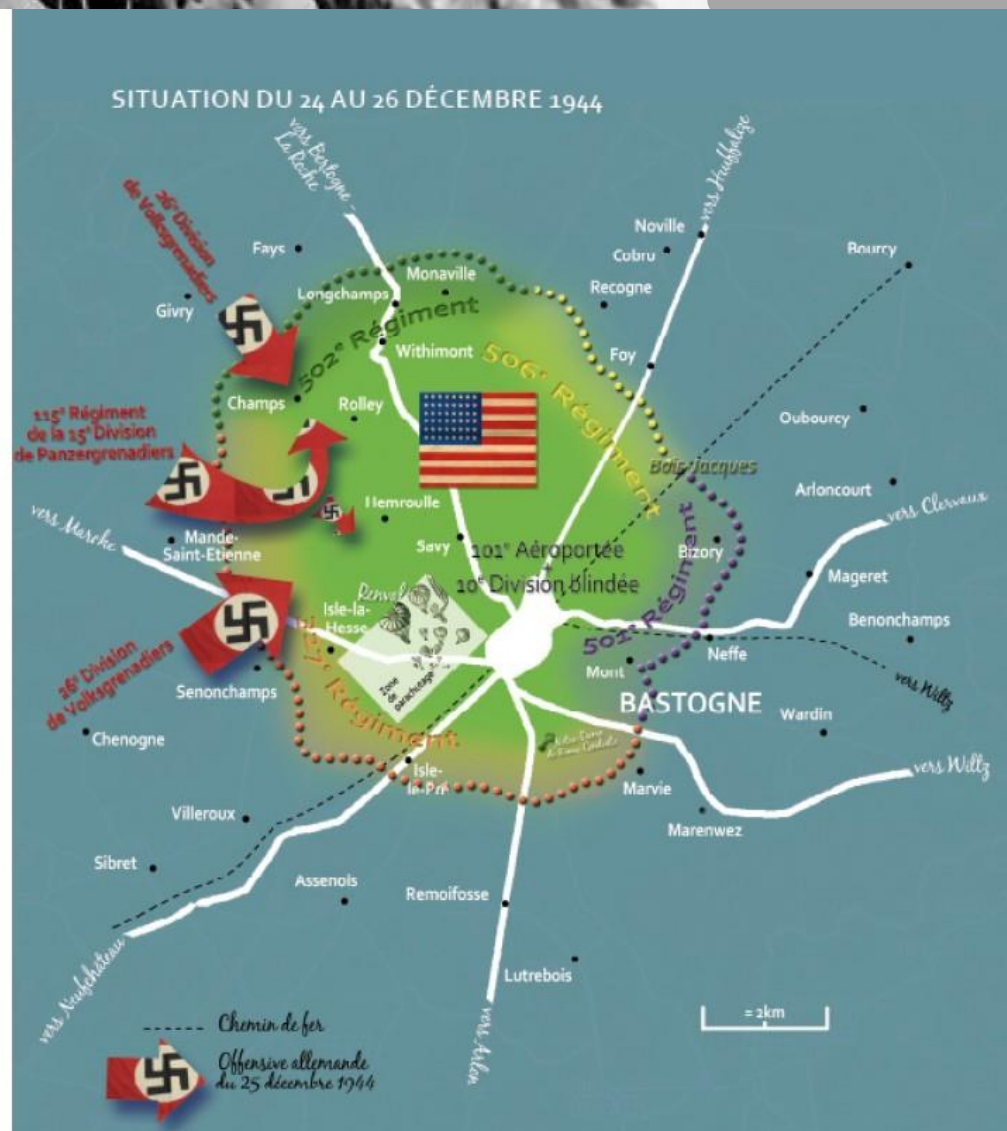 SITUATION DU 24 AU 26 DÉCEMBRE 1944
vers Bertogne -
La Roche
vers Houffalize
26e Division
de Volksgrenadiers
Fays
Givry
Noville
Cobru
Recogne
Bourcy
Monaville
Longchamps
502e Régiment
Withimont
506e Régiment
Foy
Champs
Rolley
Oubourcy
115e Régiment
de la 15e Division
de Panzergrenadiers
Bois Jacques
Arloncourt
vers Clervaux
Hemroulle
vers Marche
Mande-
Saint-Etienne
Savy
101e Aéroportée
10e Division blindée
Bizory
501e Régiment
Mageret
Renval
Isle-la-
Hesse
Benonchamps
26e Division
de Volksgrenadiers
Senonchamps
Zone
de
parachutage
Régiment
Mont
Neffe
vers Wiltz
BASTOGNE
Wardin
Chenogne
Isle-
le-Pré
Marvie
vers Wiltz
Villeroux
Marenwez
Sibret
Assenois
Remoifosse
vers Neufchâteau
Lutrebois
vers Arlon
= 2km
Chemin de fer
Offensive allemande
du 25 décembre 1944